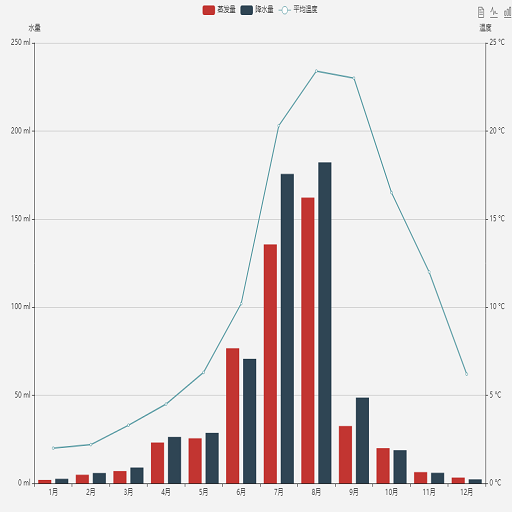 蒸发量 降水量 平均温度
水量 温度
250 ml 25 °C
200 ml 20 °C
150 ml 15 °C
100 ml 10 °C
50 ml 5 °C
0 ml 0 °C
1月 2月 3月 4月 5月 6月 7月 8月 9月 10月 11月 12月